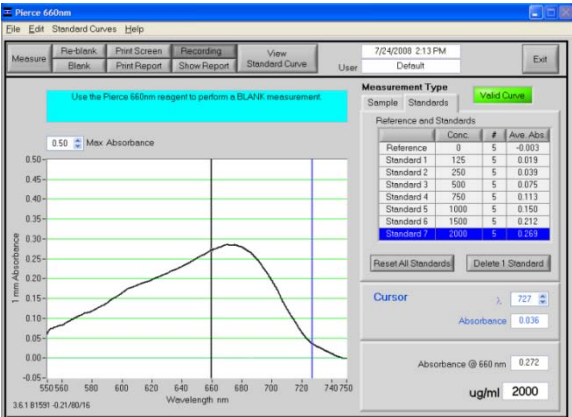 Pierce 660nm
File Edit Standard Curves Help
Measure Re-blank Print Screen Recording View Standard Curve 7/24/2008 2:13 PM Exit
Blank Print Report Show Report User Default
Use the Pierce 660nm reagent to perform a BLANK measurement.
Measurement Type
Sample Standards Valid Curve
Reference and Standards
Conc. # Ave. Abs.
Reference 0 5 -0.003
Standard 1 125 5 0.019
Standard 2 250 5 0.039
Standard 3 500 5 0.075
Standard 4 750 5 0.113
Standard 5 1000 5 0.150
Standard 6 1500 5 0.212
Standard 7 2000 5 0.269
Reset All Standards Delete 1 Standard
Cursor λ 727
Absorbance 0.036
Absorbance @ 660 nm 0.272
ug/ml 2000
0.50 Max Absorbance
1 mm Absorbance
0.50
0.45
0.40
0.35
0.30
0.25
0.20
0.15
0.10
0.05
0.00
-0.05
550 560 580 600 620 640 660 680 700 720 740 750
Wavelength nm
3.6.1 B1591 -0.21/80/16